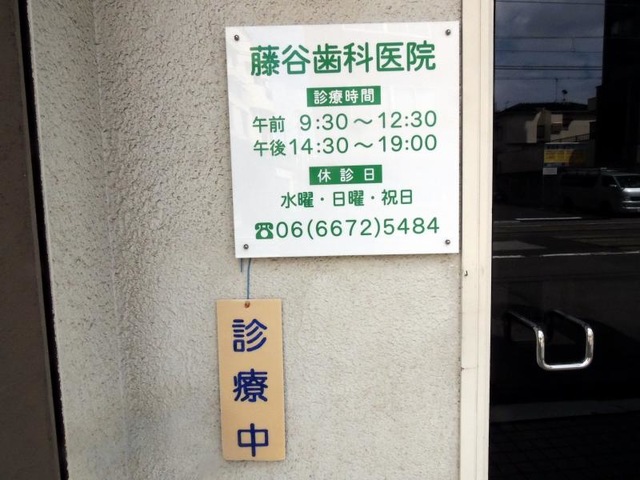 藤谷歯科医院
診療時間
午前 9:30～12:30
午後14:30～19:00
休診日
水曜・日曜・祝日
☎06(6672)5484
診療中